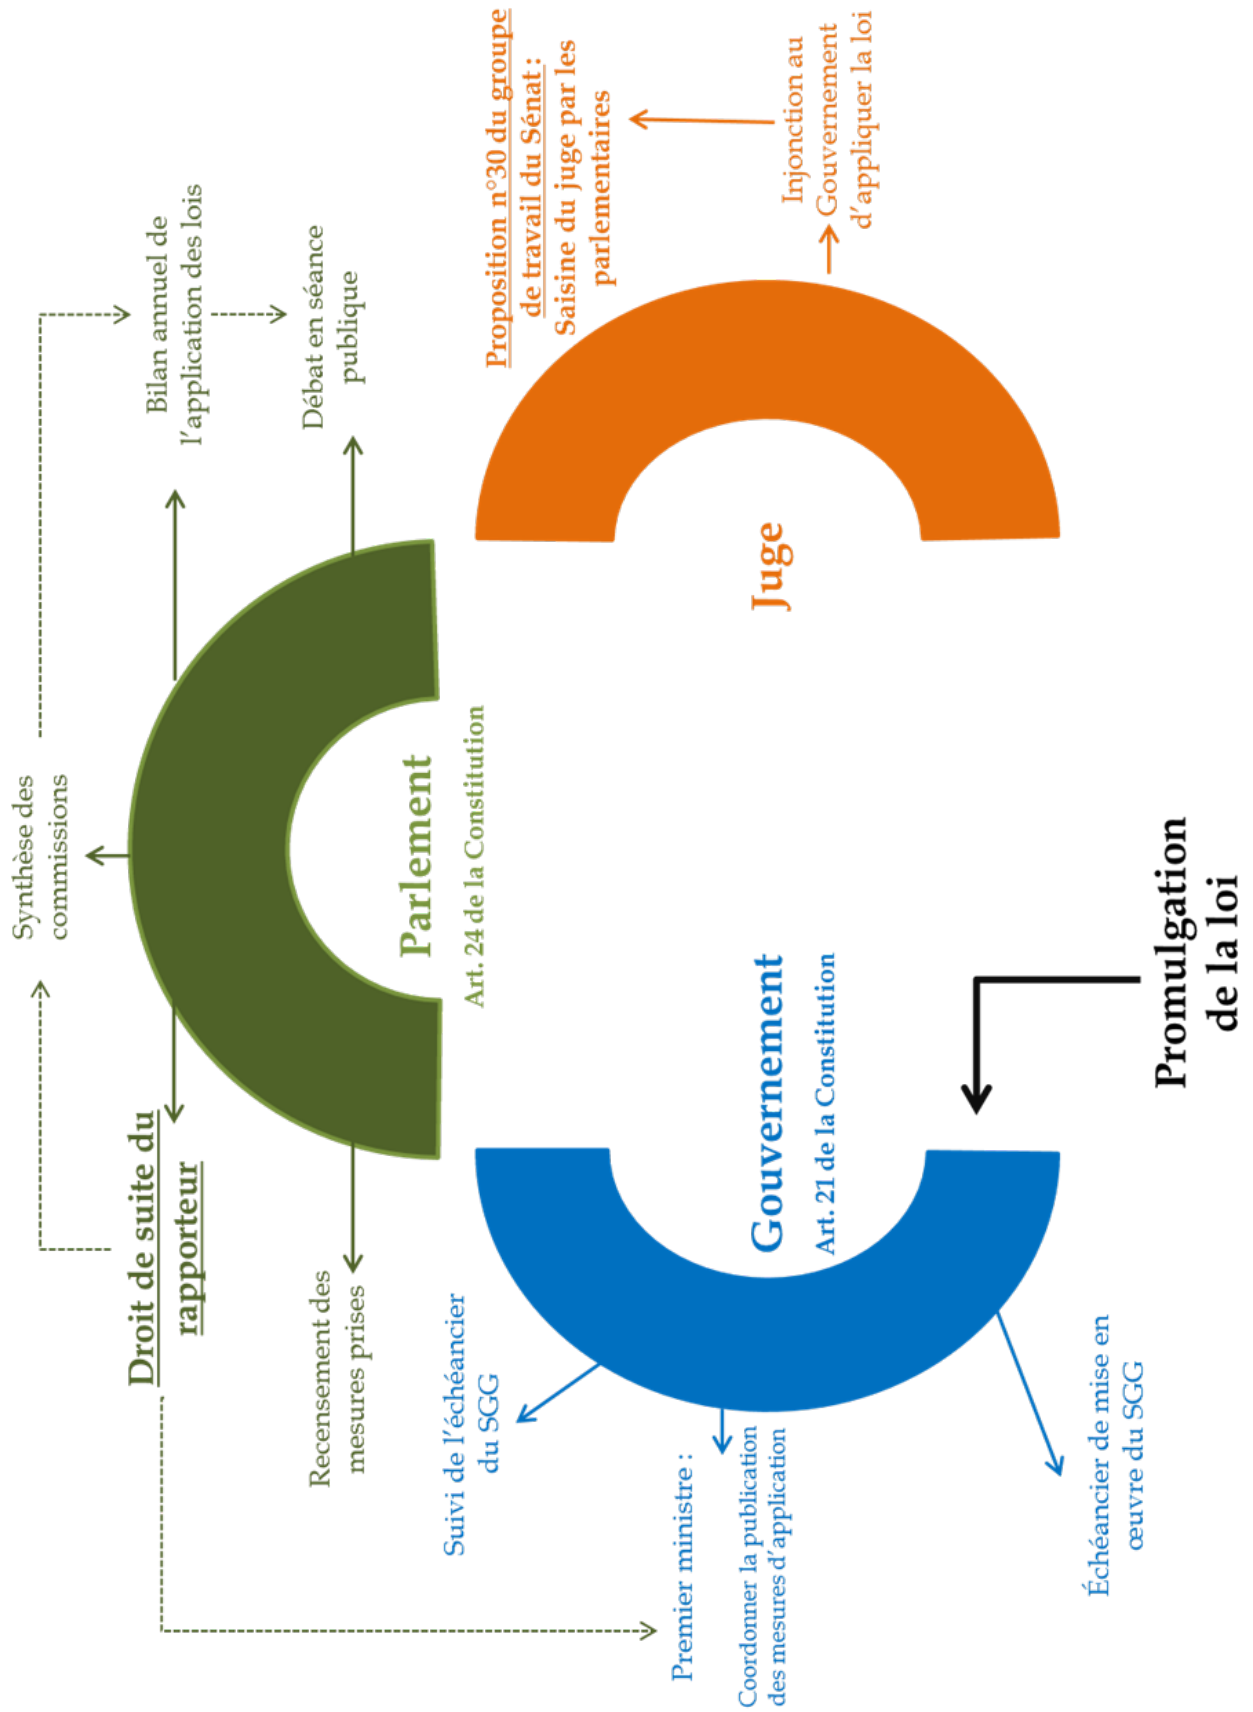 Synthèse des
commissions
Droit de suite du
rapporteur
Bilan annuel de
l'application des lois
Recensement des
mesures prises
Débat en séance
publique
Parlement
Art. 24 de la Constitution
Suivi de l'échéancier
du SGG
Proposition n°30 du groupe
de travail du Sénat :
Saisine du juge par les
parlementaires
Premier ministre :
Coordonner la publication
des mesures d'application
Gouvernement
Art. 21 de la Constitution
Juge
Injonction au
Gouvernement
d'appliquer la loi
Échéancier de mise en
œuvre du SGG
Promulgation
de la loi